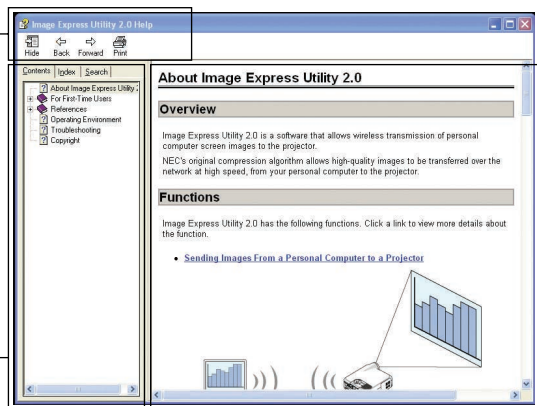 Image Express Utility 2.0 Help
Hide Back Forward Print
Contents Index Search
About Image Express Utility 2
For First-Time Users
References
Operating Environment
Troubleshooting
Copyright
About Image Express Utility 2.0
Overview
Image Express Utility 2.0 is a software that allows wireless transmission of personal
computer screen images to the projector.
NEC's original compression algorithm allows high-quality images to be transferred over the
network at high speed, from your personal computer to the projector.
Functions
Image Express Utility 2.0 has the following functions. Click a link to view more details about
the function.
Sending Images From a Personal Computer to a Projector